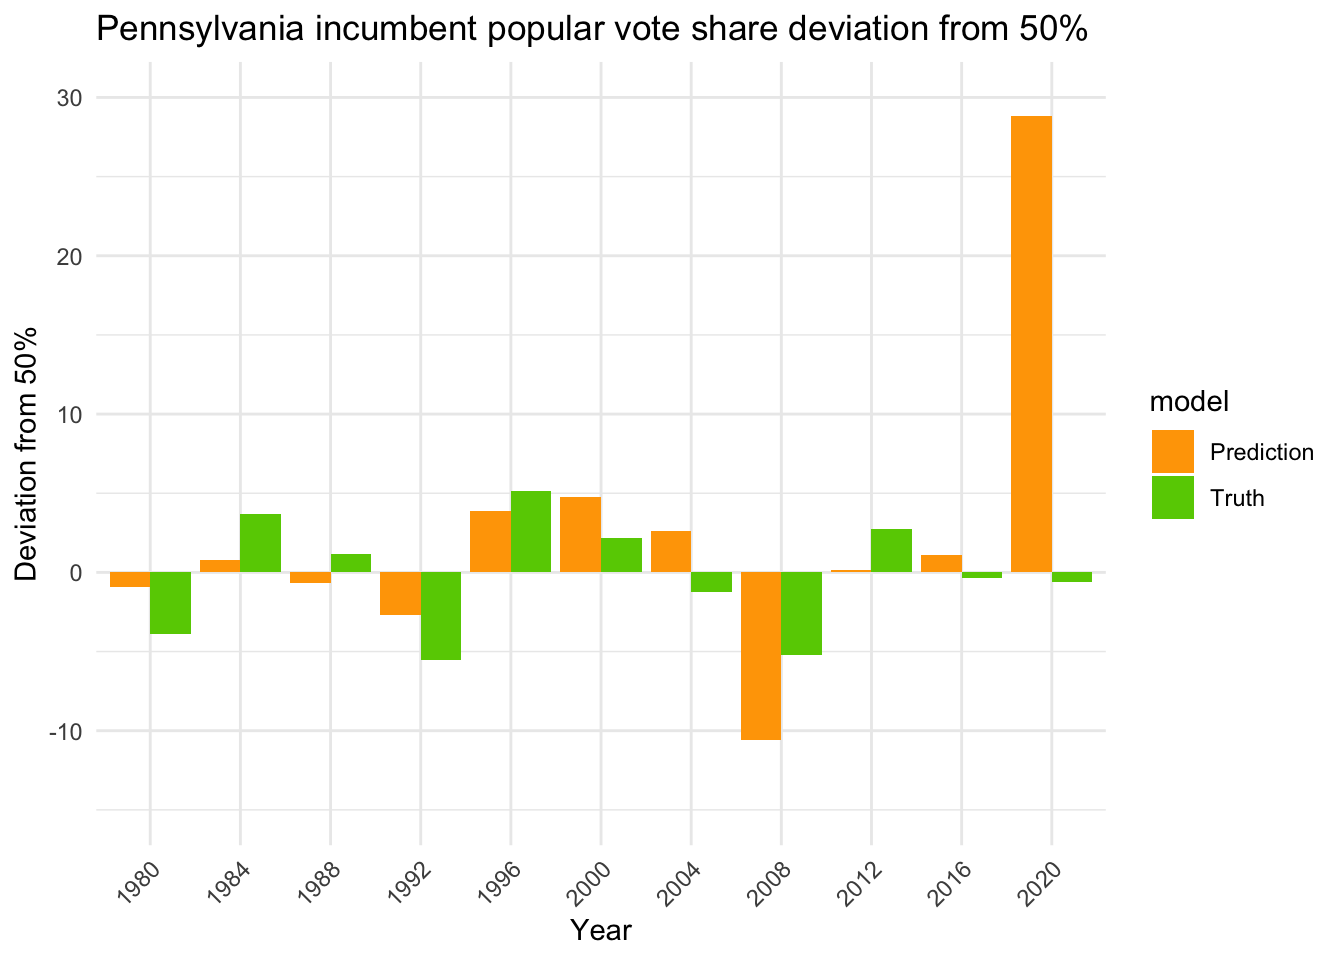 Pennsylvania incumbent popular vote share deviation from 50%
30
20
10
0
-10
Deviation from 50%
1980
1984
1988
1992
1996
2000
2004
2008
2012
2016
2020
Year
model
Prediction
Truth